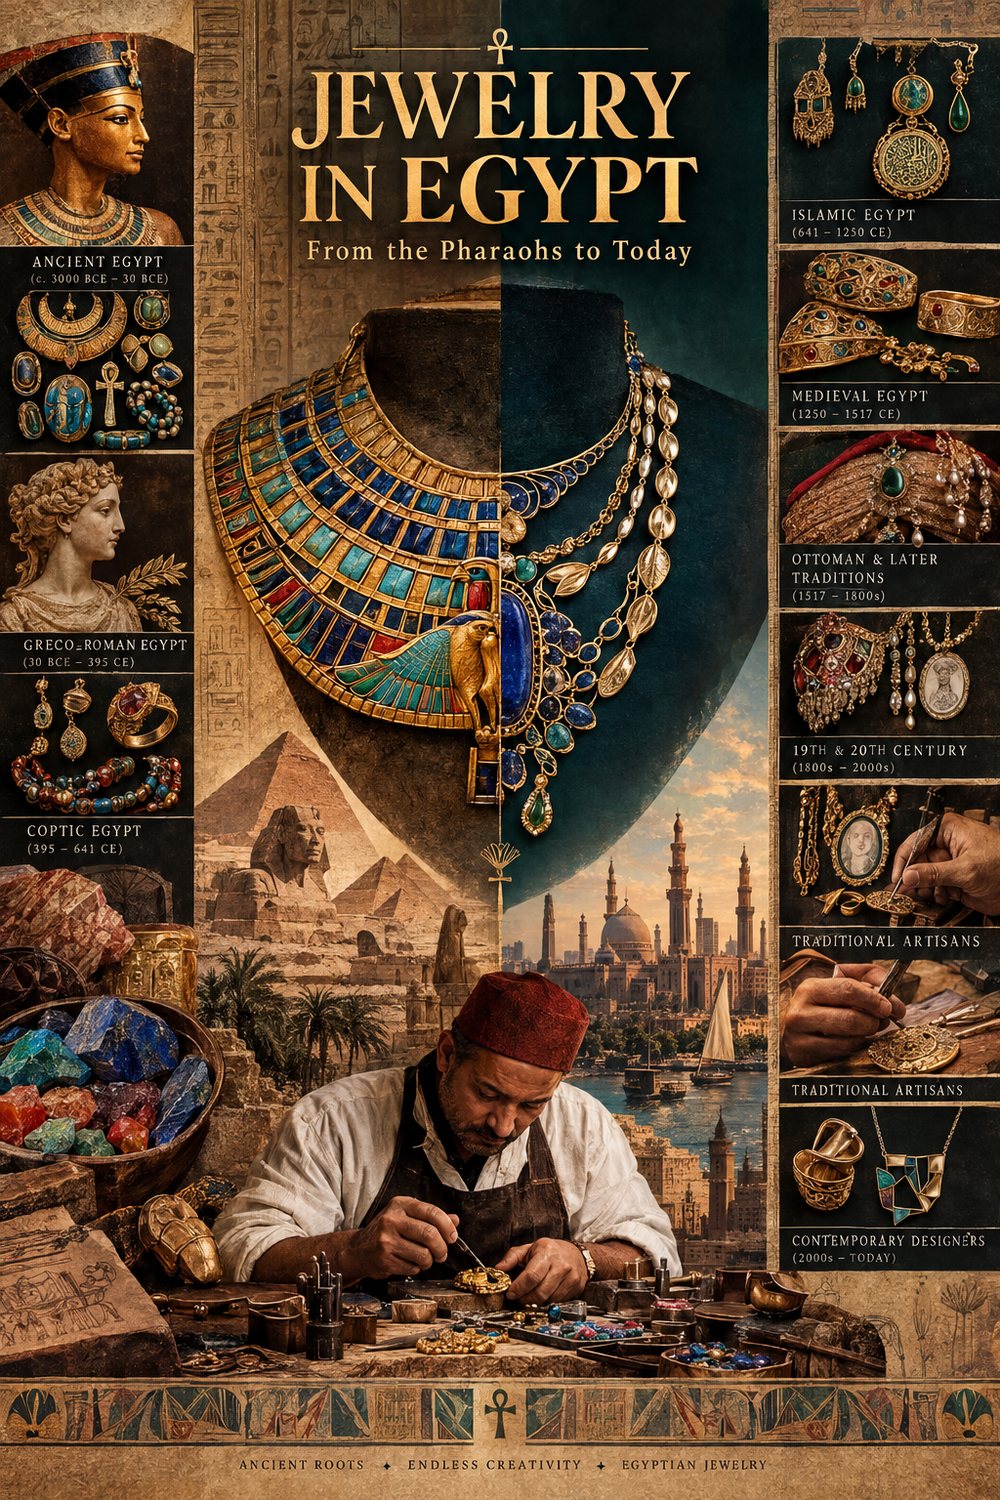 JEWELRY
IN EGYPT
From the Pharaohs to Today
ANCIENT EGYPT
(c. 3000 BCE – 30 BCE)
GRECO-ROMAN EGYPT
(30 BCE – 395 CE)
COPTIC EGYPT
(395 – 641 CE)
ISLAMIC EGYPT
(641 – 1250 CE)
MEDIEVAL EGYPT
(1250 – 1517 CE)
OTTOMAN & LATER
TRADITIONS
(1517 – 1800s)
19TH & 20TH CENTURY
(1800s – 2000s)
TRADITIONAL ARTISANS
TRADITIONAL ARTISANS
CONTEMPORARY DESIGNERS
(2000s – TODAY)
ANCIENT ROOTS ✦ ENDLESS CREATIVITY ✦ EGYPTIAN JEWELRY